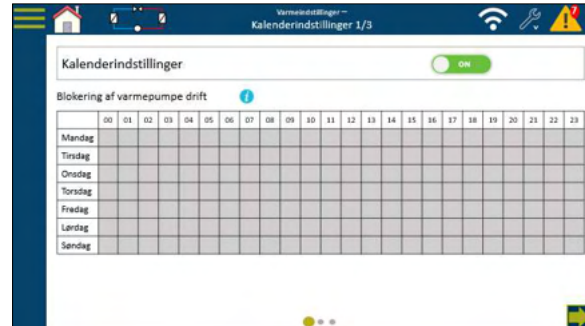 Varmeindstillinger —
Kalenderindstillinger 1/3
7
Kalenderindstillinger
ON
Blokering af varmepumpe drift i
00 01 02 03 04 05 06 07 08 09 10 11 12 13 14 15 16 17 18 19 20 21 22 23
Mandag
Tirsdag
Onsdag
Torsdag
Fredag
Lørdag
Søndag